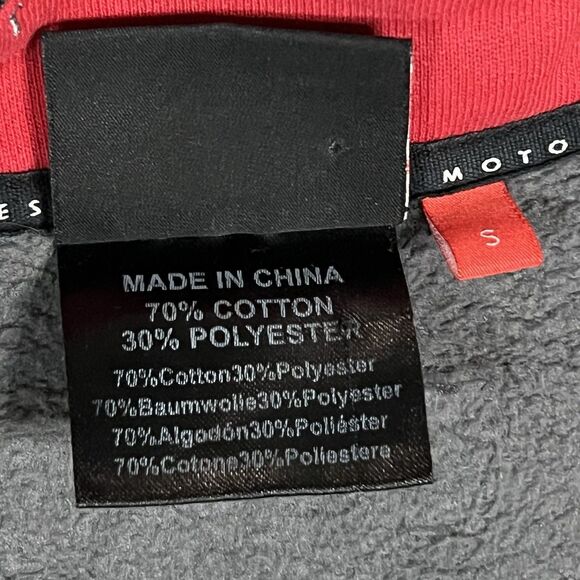 ES
MOTO
S
MADE IN CHINA
70% COTTON
30% POLYESTER
70%Cotton30%Polyester
70%Baumwolle30%Polyester
70%Algodón30%Poliéster
70%Cotone30%Poliestere